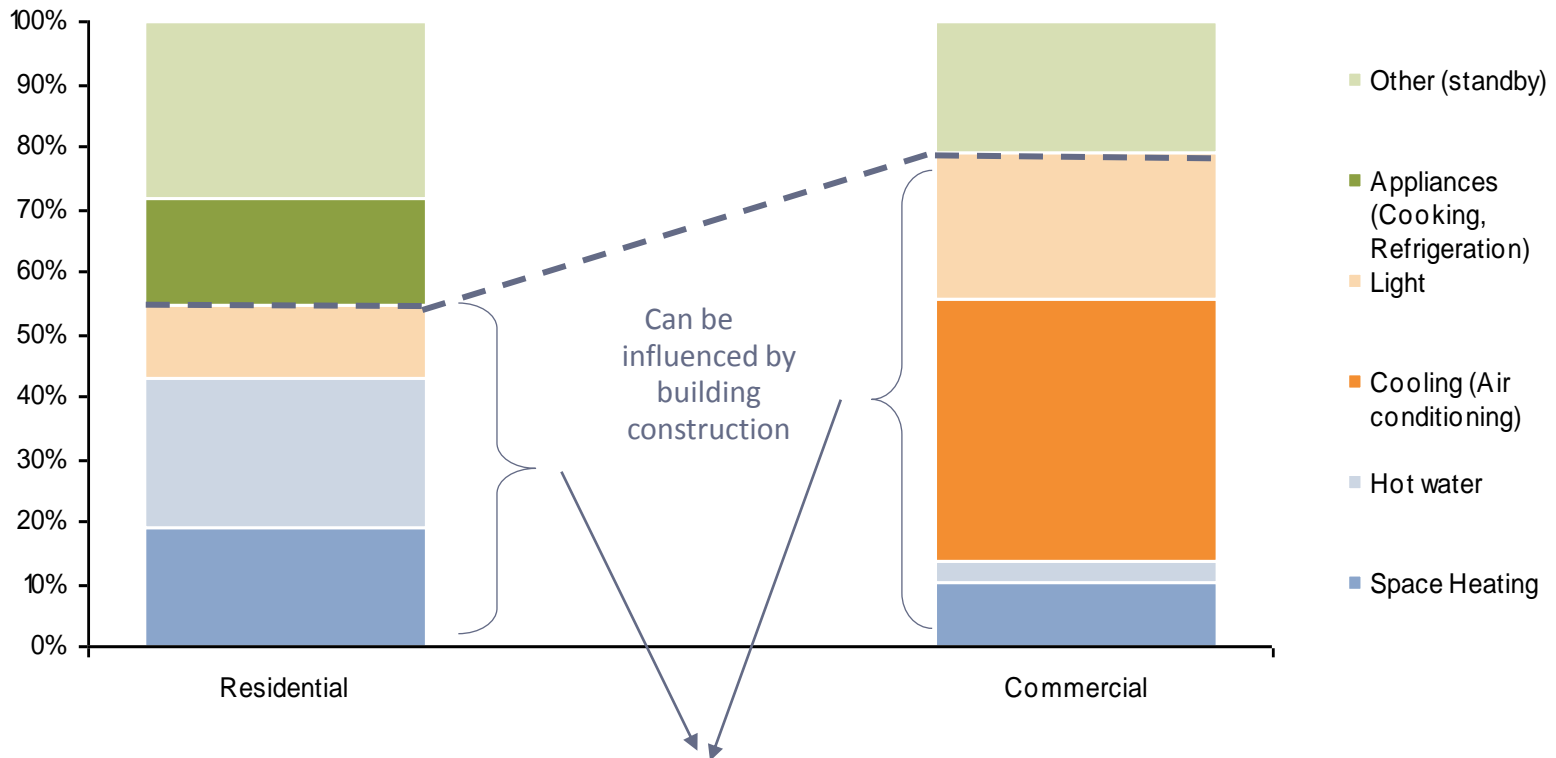 100%
90%
80%
70%
60%
50%
40%
30%
20%
10%
0%
Residential
Commercial
Can be
influenced by
building
construction
Other (standby)
Appliances
(Cooking,
Refrigeration)
Light
Cooling (Air
conditioning)
Hot water
Space Heating